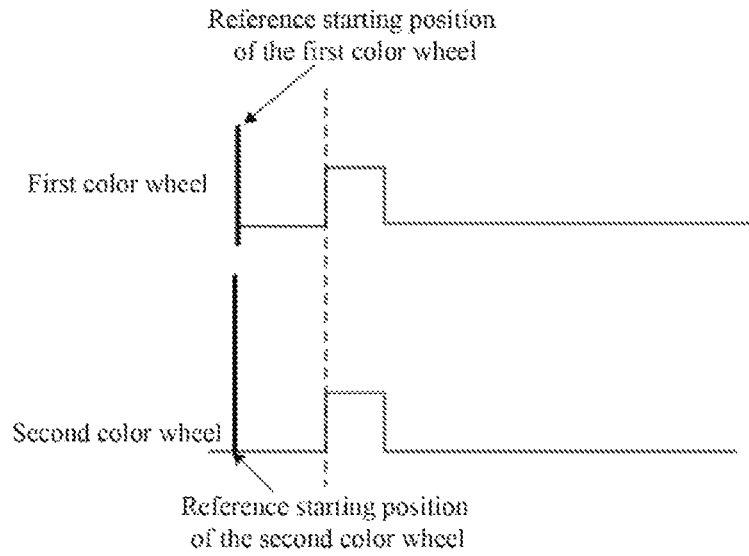 Reference starting position
of the first color wheel
First color wheel
Second color wheel
Reference starting position
of the second color wheel